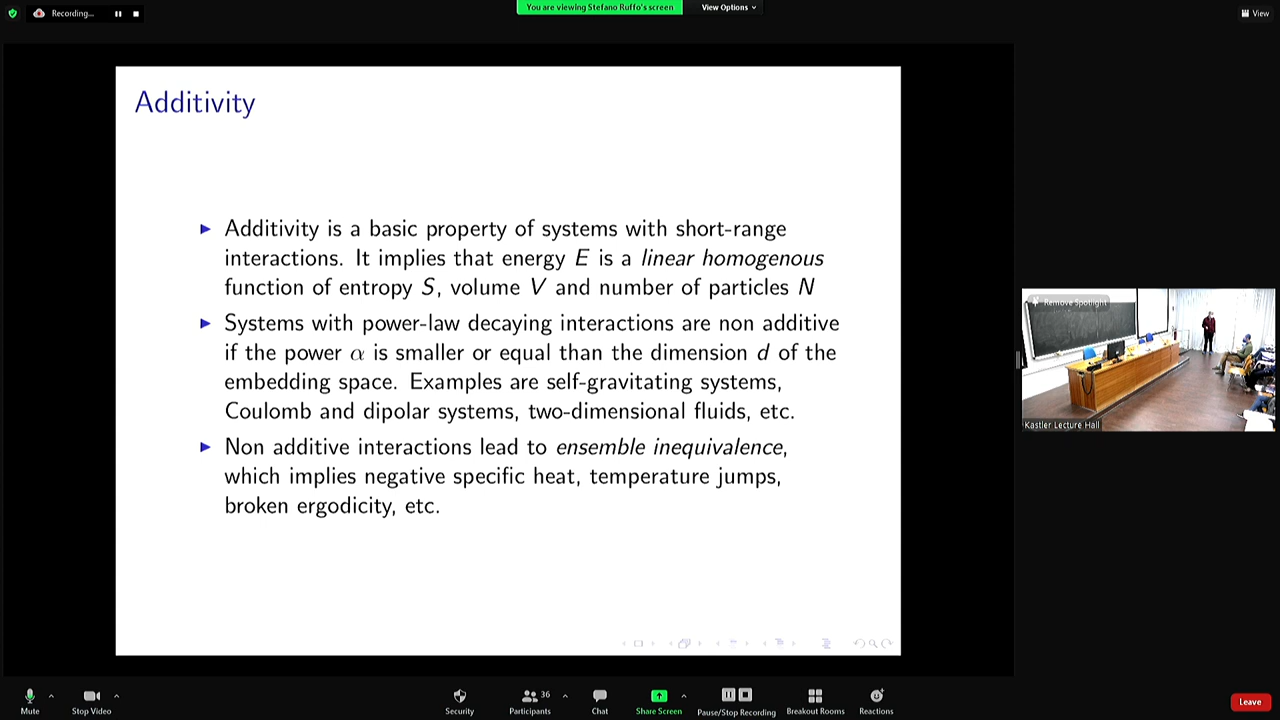 Recording...
You are viewing Stefano Ruffo's screen
View Options
View
Additivity
Additivity is a basic property of systems with short-range
interactions. It implies that energy E is a linear homogenous
function of entropy S, volume V and number of particles N
Systems with power-law decaying interactions are non additive
if the power α is smaller or equal than the dimension d of the
embedding space. Examples are self-gravitating systems,
Coulomb and dipolar systems, two-dimensional fluids, etc.
Non additive interactions lead to ensemble inequivalence,
which implies negative specific heat, temperature jumps,
broken ergodicity, etc.
Remove Spotlight
Kastler Lecture Hall
Mute
Stop Video
Security
Participants
36
Chat
Share Screen
Pause/Stop Recording
Breakout Rooms
Reactions
Leave